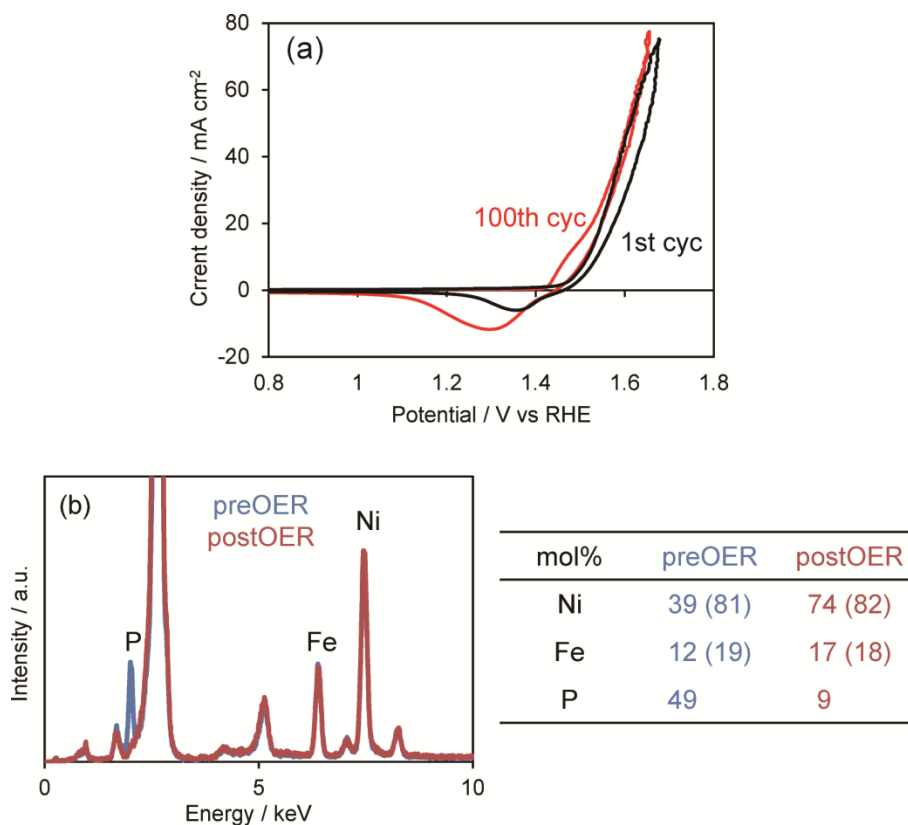 (a)
80
60
40
20
0
-20
Crrent density / mA cm-2
100th cyc
1st cyc
0.8 1 1.2 1.4 1.6 1.8
Potential / V vs RHE
(b)
preOER
postOER
Ni
P
Fe
Intensity / a.u.
0 5 10
Energy / keV
mol% preOER postOER
Ni 39 (81) 74 (82)
Fe 12 (19) 17 (18)
P 49 9